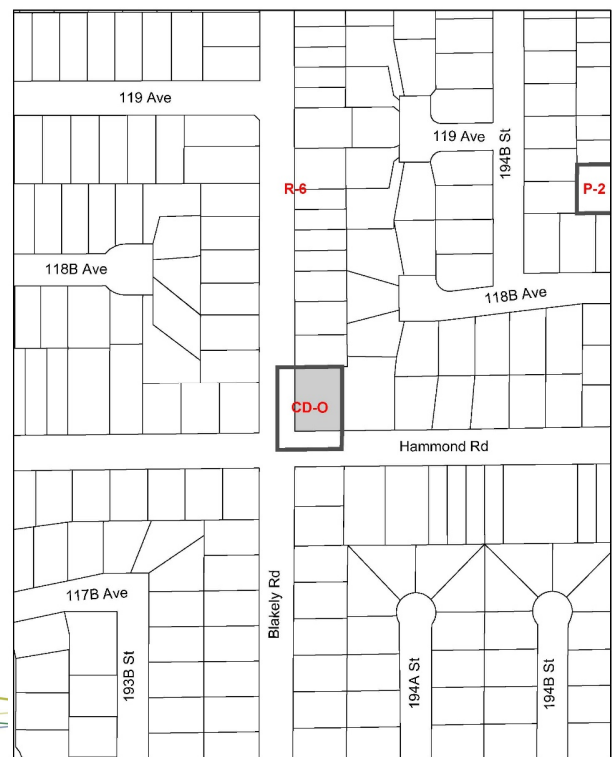 119 Ave
119 Ave
194B St
R-6
P-2
118B Ave
118B Ave
CD-O
Hammond Rd
117B Ave
Blakely Rd
193B St
194A St
194B St